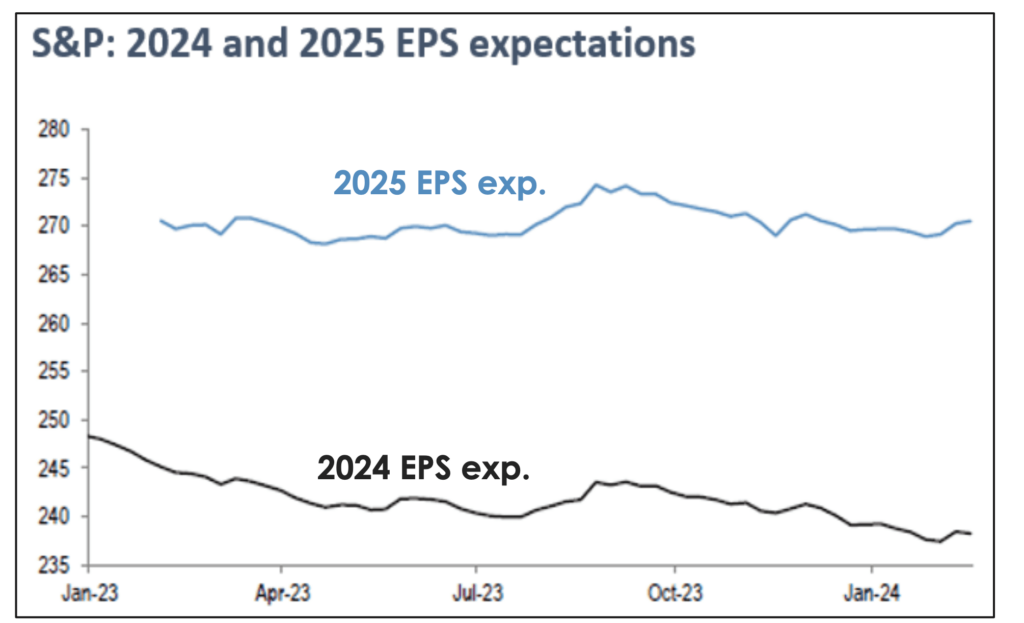 S&P: 2024 and 2025 EPS expectations
280
275
2025 EPS exp.
270
265
260
255
250
245
2024 EPS exp.
240
235
Jan-23
Apr-23
Jul-23
Oct-23
Jan-24